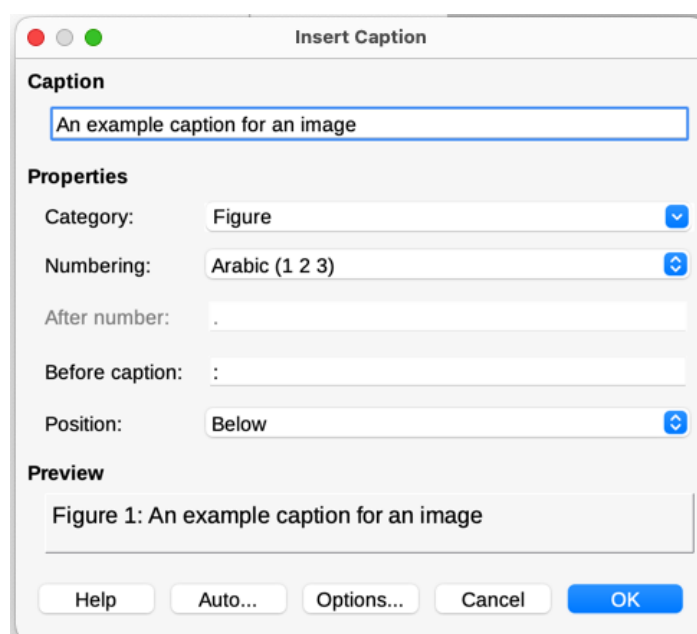 Insert Caption
Caption
An example caption for an image
Properties
Category: Figure
Numbering: Arabic (1 2 3)
After number: .
Before caption: :
Position: Below
Preview
Figure 1: An example caption for an image
Help Auto... Options... Cancel OK